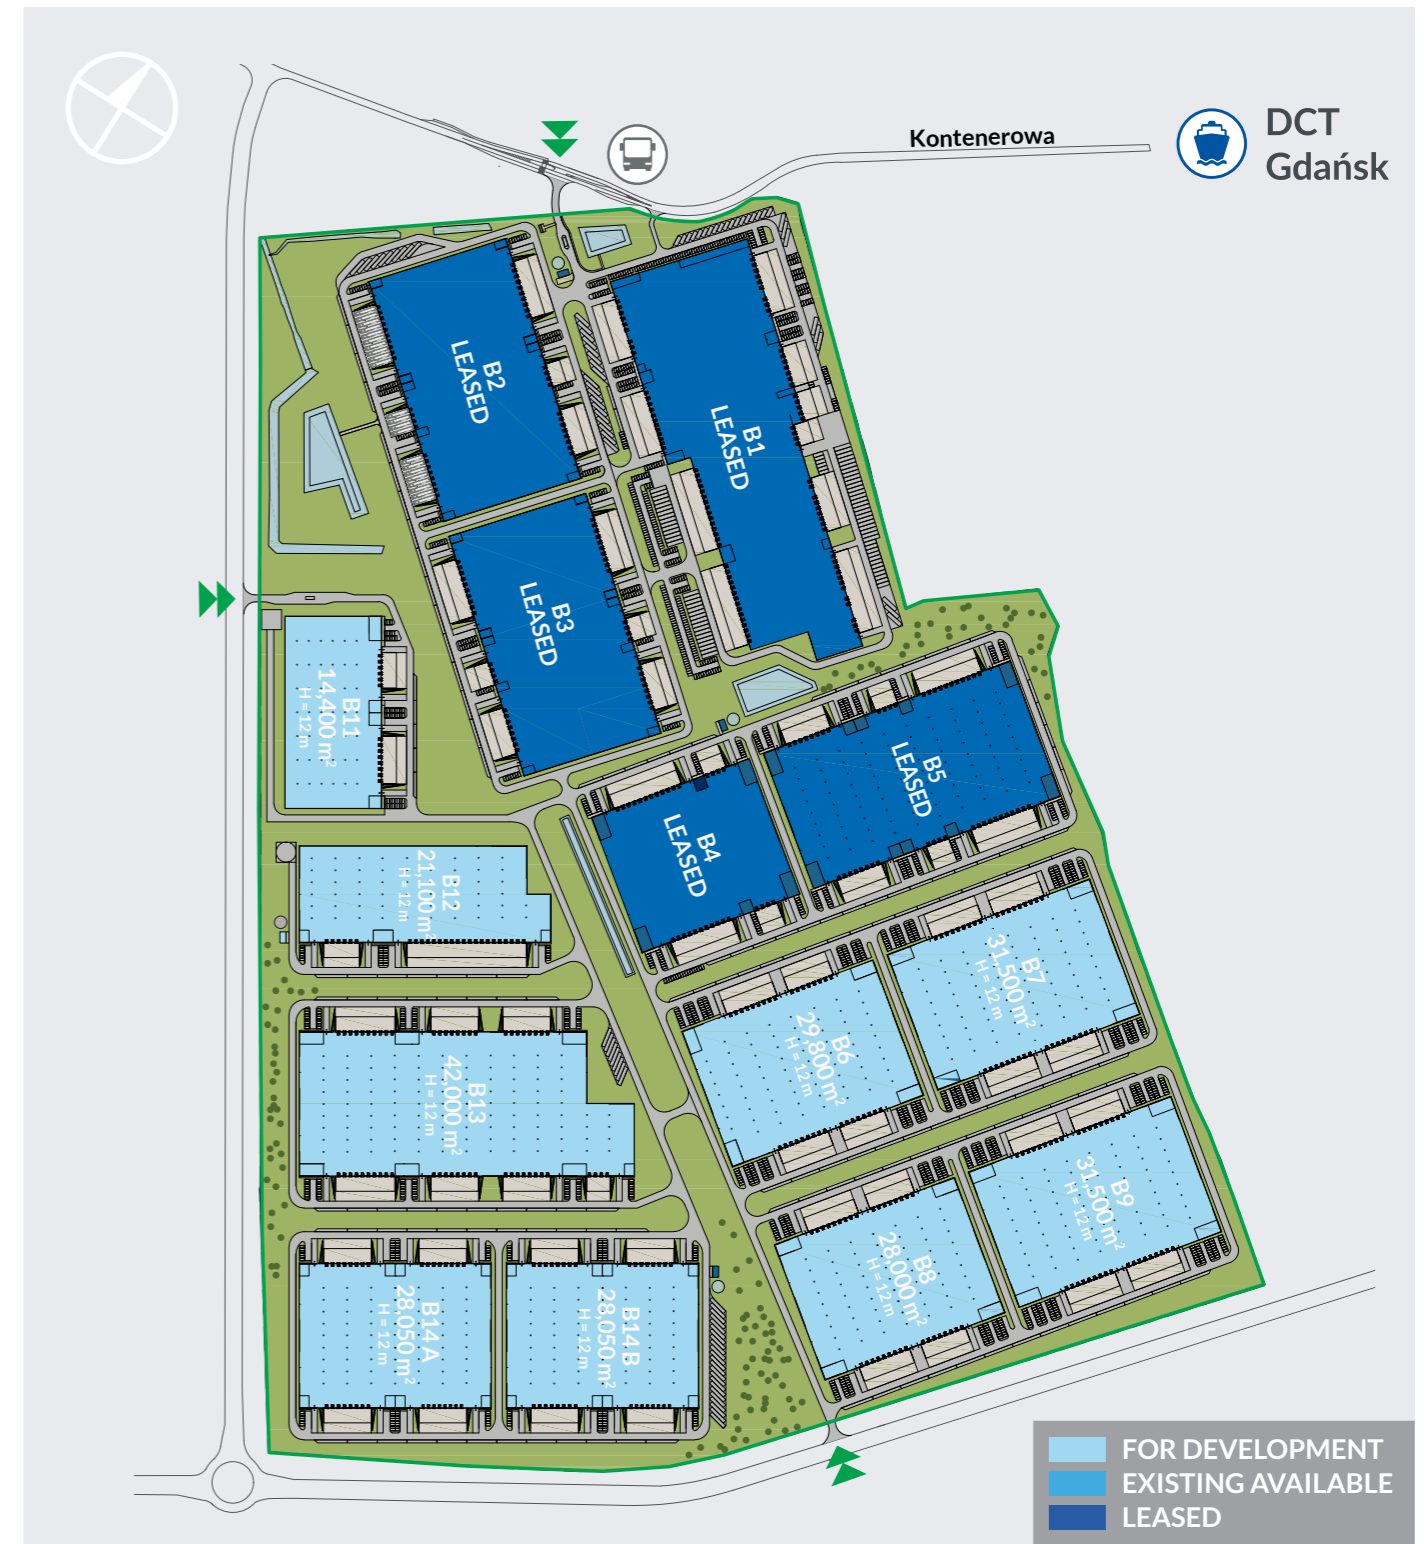 Kontenerowa
DCT
Gdańsk
B2
LEASED
B1
LEASED
B3
LEASED
B11
14,400 m²
H = 12 m
B5
LEASED
B4
LEASED
B12
21,100 m²
H = 12 m
B7
31,500 m²
H = 12 m
B6
29,800 m²
H = 12 m
B13
42,000 m²
H = 12 m
B9
31,500 m²
H = 12 m
B8
28,000 m²
H = 12 m
B14A
28,050 m²
H = 12 m
B14B
28,050 m²
H = 12 m
FOR DEVELOPMENT
EXISTING AVAILABLE
LEASED